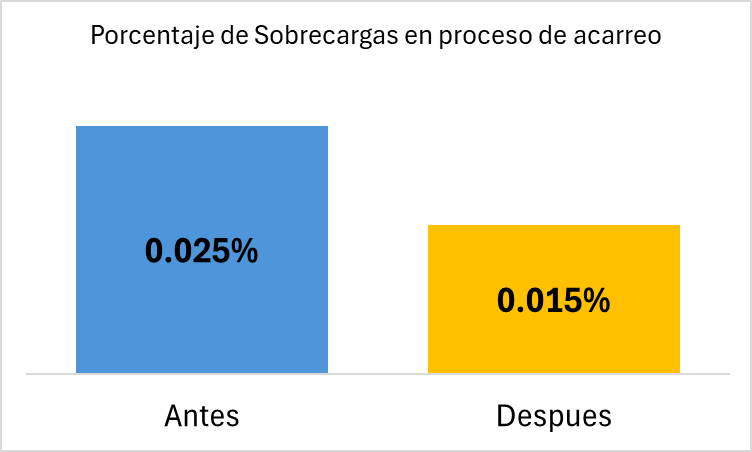 Porcentaje de Sobrecargas en proceso de acarreo
0.025%
0.015%
Antes
Despues